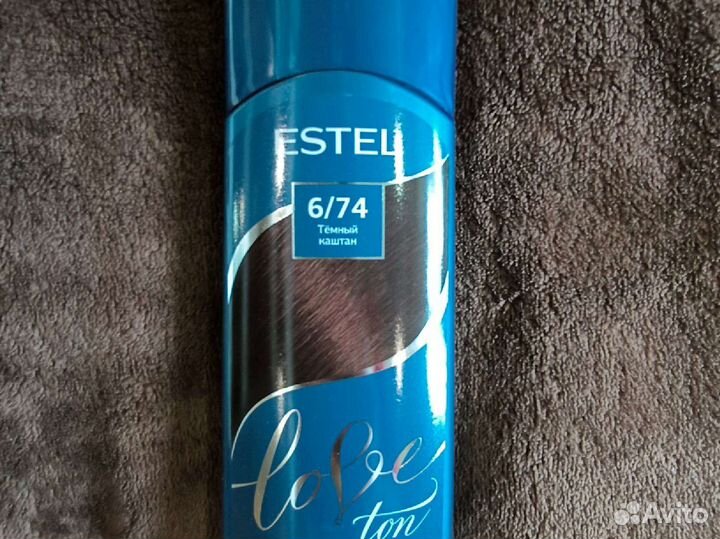 ESTEL
6/74
Тёмный
каштан
love
ton
Avito